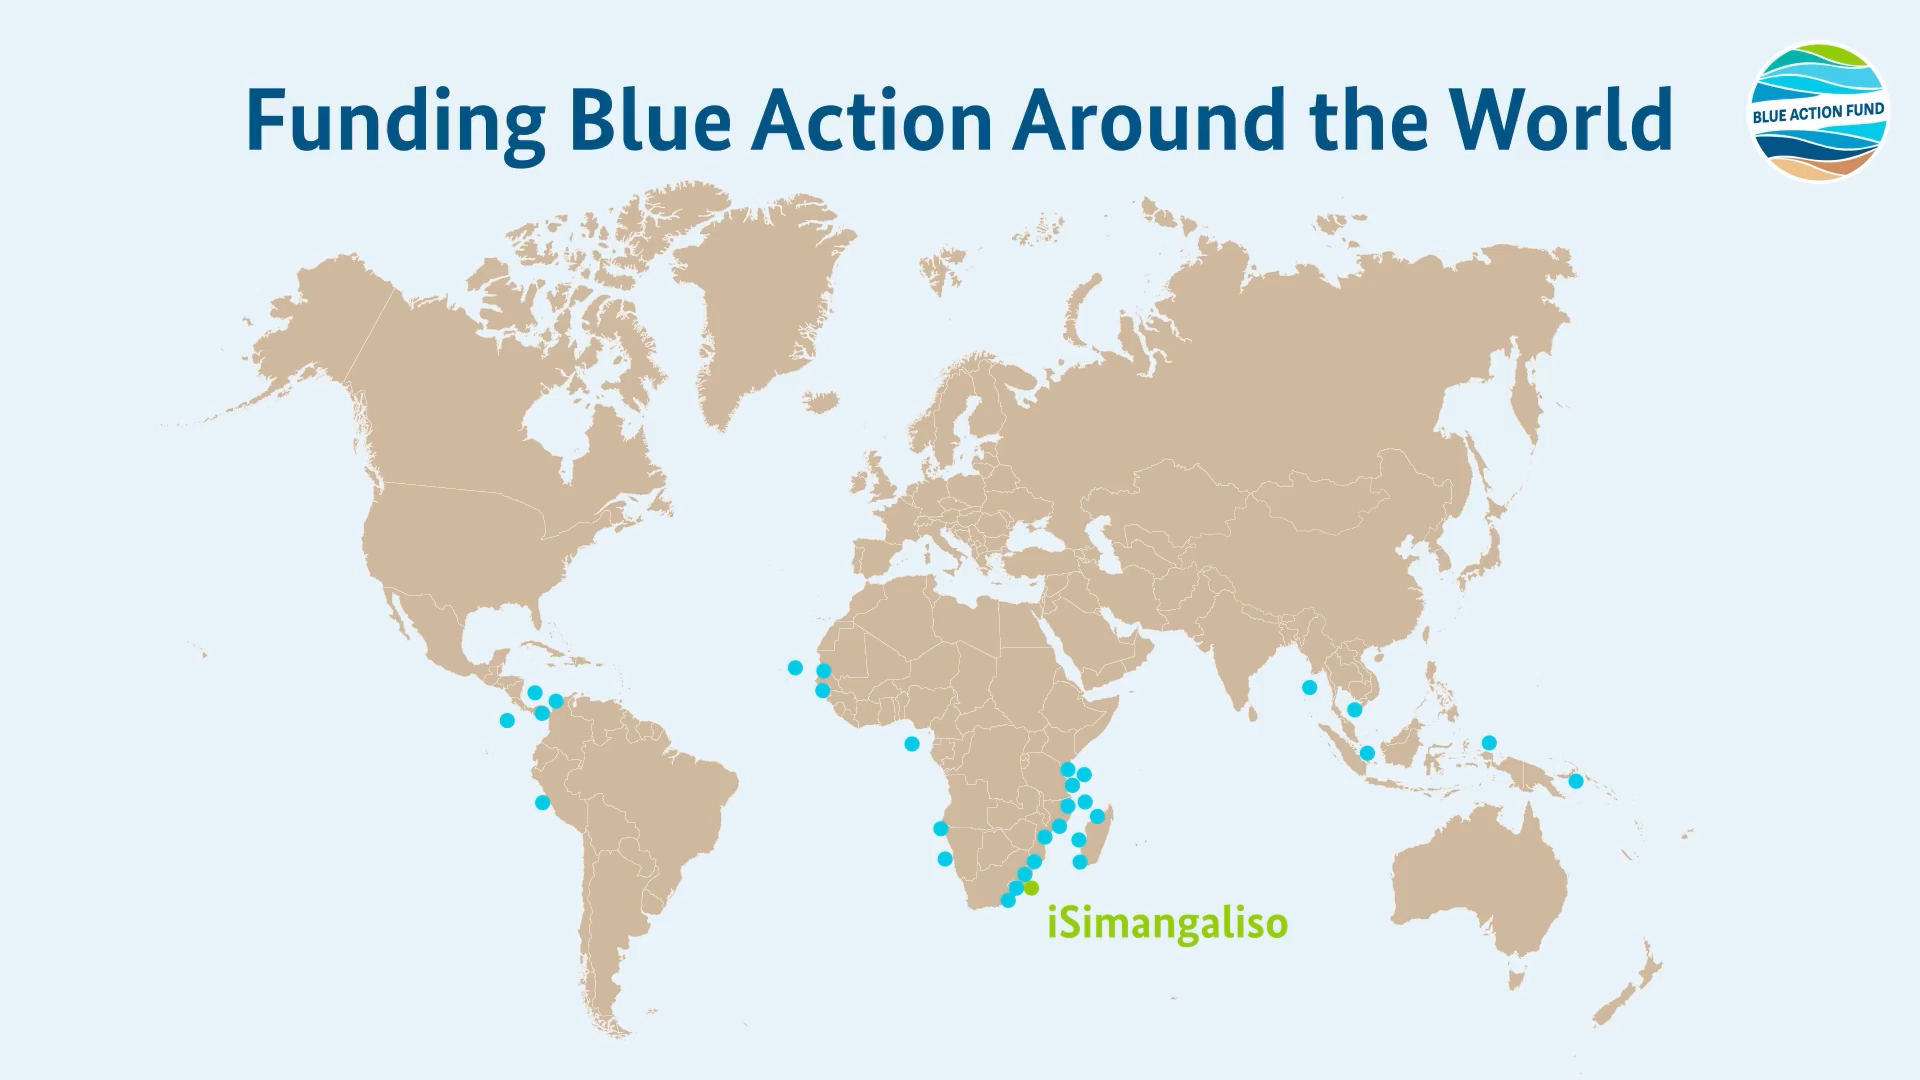 Funding Blue Action Around the World
BLUE ACTION FUND
iSimangaliso